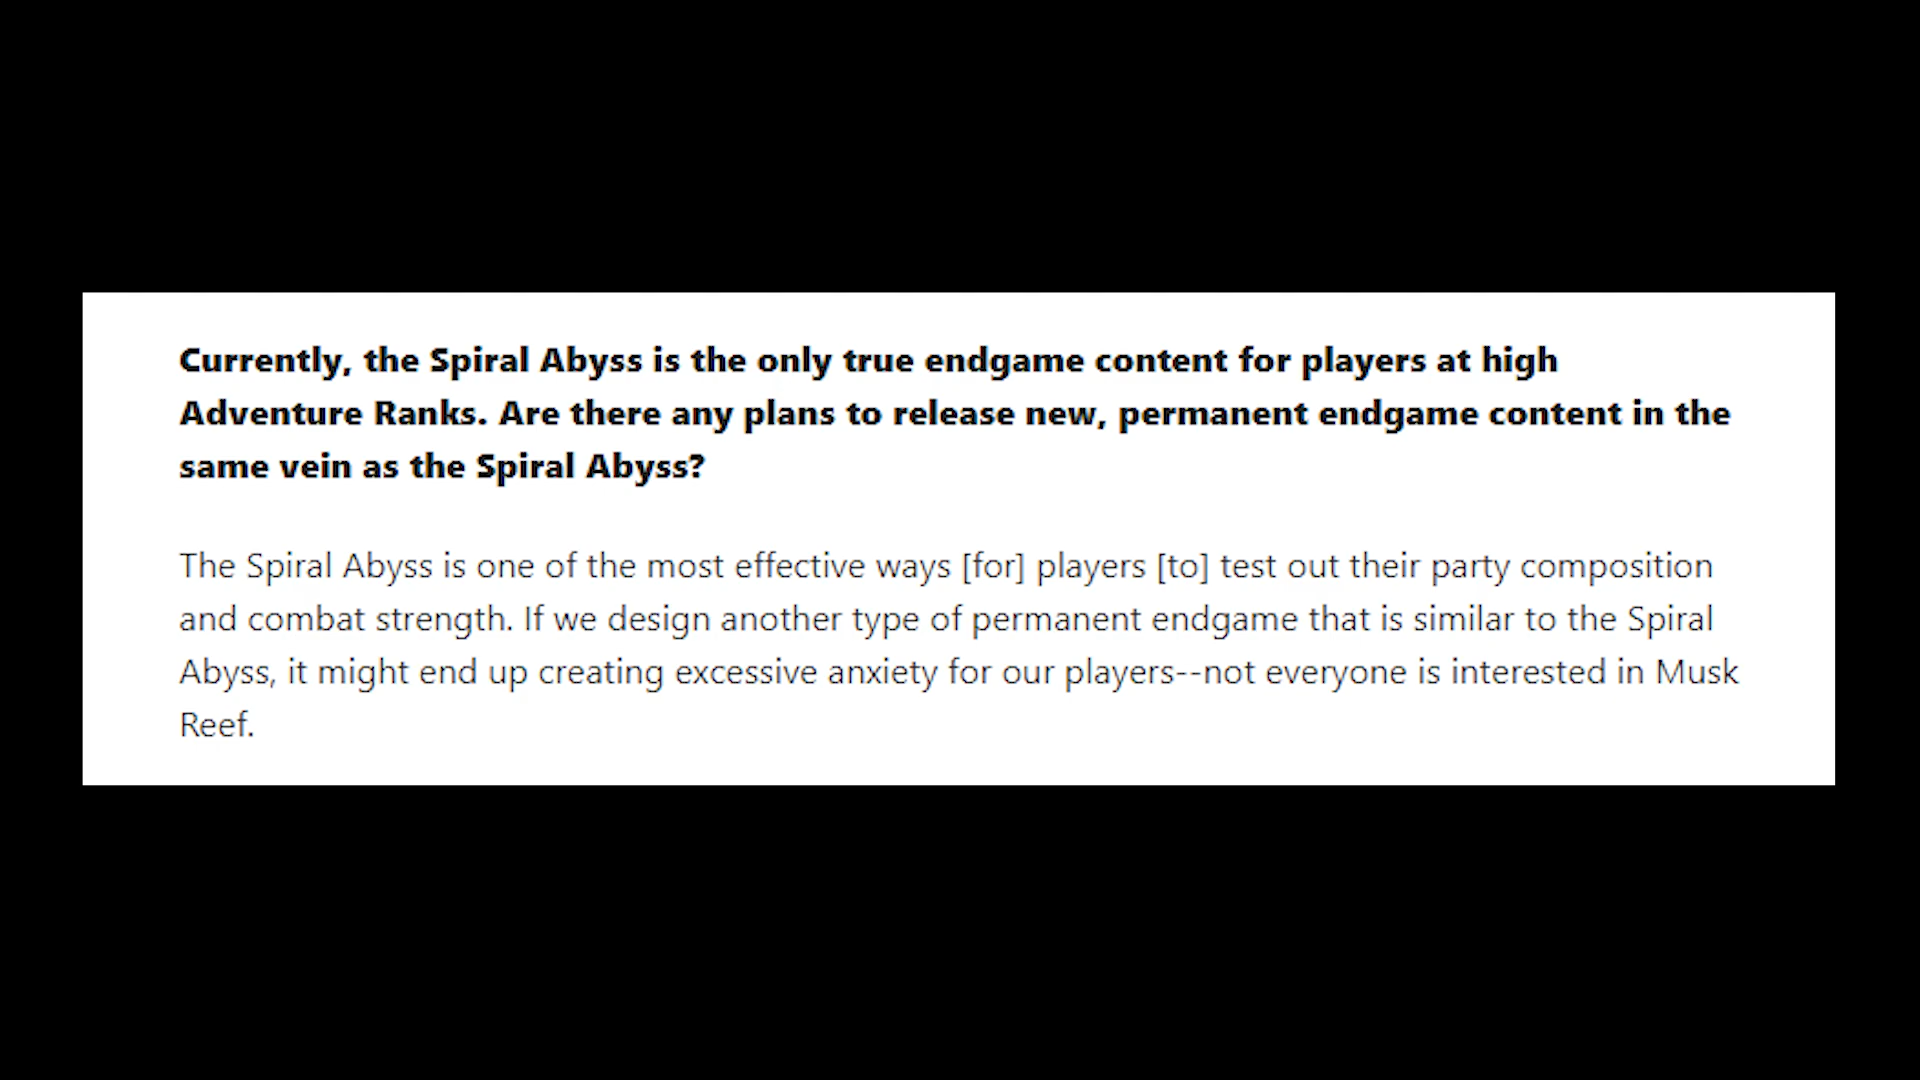 Currently, the Spiral Abyss is the only true endgame content for players at high
Adventure Ranks. Are there any plans to release new, permanent endgame content in the
same vein as the Spiral Abyss?
The Spiral Abyss is one of the most effective ways [for] players [to] test out their party composition
and combat strength. If we design another type of permanent endgame that is similar to the Spiral
Abyss, it might end up creating excessive anxiety for our players--not everyone is interested in Musk
Reef.